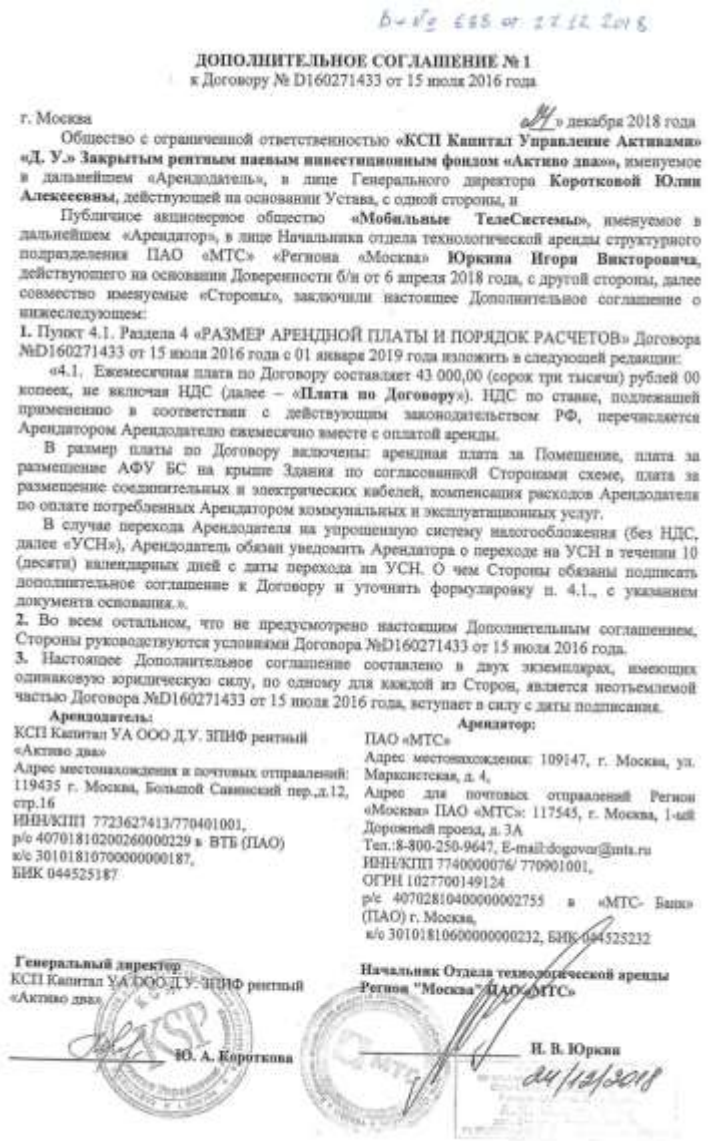 от 27.12.2018
ДОПОЛНИТЕЛЬНОЕ СОГЛАШЕНИЕ № 1
к Договору № D160271433 от 15 июля 2016 года
г. Москва «24» декабря 2018 года
Общество с ограниченной ответственностью «КСП Капитал Управление Активами»
«Д. У.» Закрытым рентным паевым инвестиционным фондом «Активо два»», именуемое
в дальнейшем «Арендодатель», в лице Генерального директора Коротковой Юлии
Алексеевны, действующей на основании Устава, с одной стороны, и
Публичное акционерное общество «Мобильные ТелеСистемы», именуемое в
дальнейшем «Арендатор», в лице Начальника отдела технологической аренды структурного
подразделения ПАО «МТС» «Региона «Москва» Юркина Игоря Викторовича,
действующего на основании Доверенности б/н от 6 апреля 2018 года, с другой стороны, далее
совместно именуемые «Стороны», заключили настоящее Дополнительное соглашение о
нижеследующем:
1. Пункт 4.1. Раздела 4 «РАЗМЕР АРЕНДНОЙ ПЛАТЫ И ПОРЯДОК РАСЧЕТОВ» Договора
№D160271433 от 15 июля 2016 года с 01 января 2019 года изложить в следующей редакции:
«4.1. Ежемесячная плата по Договору составляет 43 000,00 (сорок три тысячи) рублей 00
копеек, не включая НДС (далее – «Плата по Договору»). НДС по ставке, подлежащей
применению в соответствии с действующим законодательством РФ, перечисляется
Арендатором Арендодателю ежемесячно вместе с оплатой аренды.
В размер платы по Договору включены: арендная плата за Помещение, плата за
размещение АФУ БС на крыше Здания по согласованной Сторонами схеме, плата за
размещение соединительных и электрических кабелей, компенсация расходов Арендодателя
по оплате потребленных Арендатором коммунальных и эксплуатационных услуг.
В случае перехода Арендодателя на упрощенную систему налогообложения (без НДС,
далее «УСН»), Арендодатель обязан уведомить Арендатора о переходе на УСН в течении 10
(десяти) календарных дней с даты перехода на УСН. О чем Стороны обязаны подписать
дополнительное соглашение к Договору и уточнить формулировку п. 4.1., с указанием
документа основания.».
2. Во всем остальном, что не предусмотрено настоящим Дополнительным соглашением,
Стороны руководствуются условиями Договора №D160271433 от 15 июля 2016 года.
3. Настоящее Дополнительное соглашение составлено в двух экземплярах, имеющих
одинаковую юридическую силу, по одному для каждой из Сторон, является неотъемлемой
частью Договора №D160271433 от 15 июля 2016 года, вступает в силу с даты подписания.
Арендодатель:
КСП Капитал УА ООО Д.У. ЗПИФ рентный
«Активо два»
Адрес местонахождения и почтовых отправлений:
119435 г. Москва, Большой Саввинский пер.,д.12,
стр.16
ИНН/КПП 7723627413/770401001,
р/с 40701810200260000229 в ВТБ (ПАО)
к/с 30101810700000000187,
БИК 044525187
Арендатор:
ПАО «МТС»
Адрес местонахождения: 109147, г. Москва, ул.
Марксистская, д. 4,
Адрес для почтовых отправлений Регион
«Москва» ПАО «МТС»: 117545, г. Москва, 1-ый
Дорожный проезд, д. 3А
Тел.:8-800-250-9647, E-mail:dogovor@mts.ru
ИНН/КПП 7740000076/ 770901001,
ОГРН 1027700149124
р/с 40702810400000002755 в «МТС- Банк»
(ПАО) г. Москва,
к/с 30101810600000000232, БИК 044525232
Генеральный директор
КСП Капитал УА ООО Д.У. ЗПИФ рентный
«Активо два»
Ю. А. Короткова
KSP
Начальник Отдела технологической аренды
Регион "Москва" ПАО «МТС»
И. В. Юркин
МТС
24/12/2018